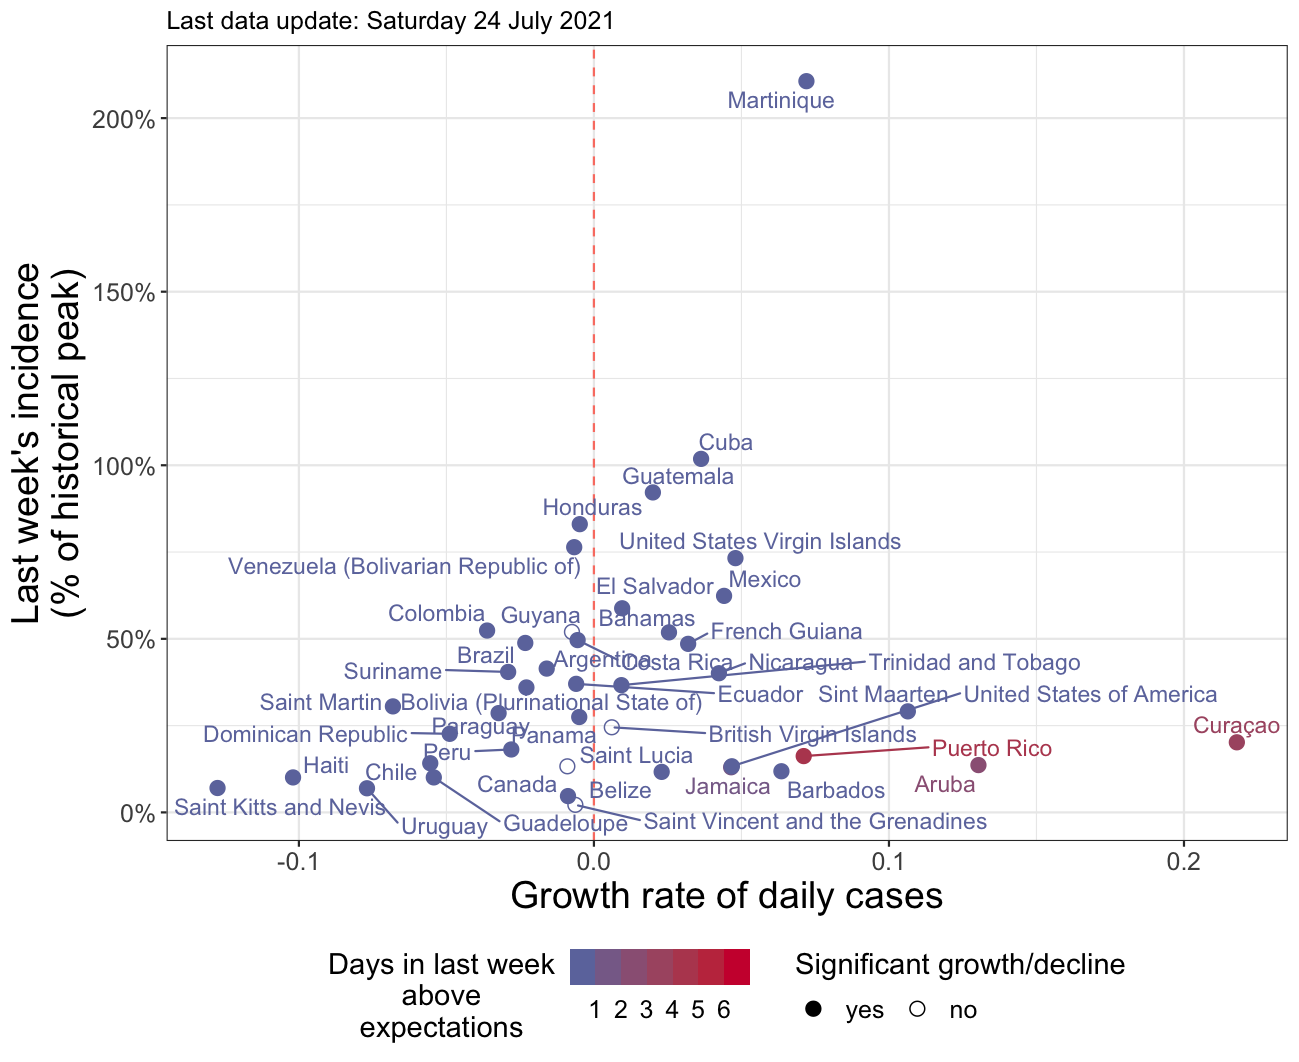 Last data update: Saturday 24 July 2021
Last week's incidence
(% of historical peak)
200%
150%
100%
50%
0%
Martinique
Cuba
Guatemala
Honduras
United States Virgin Islands
Venezuela (Bolivarian Republic of)
Mexico
El Salvador
Colombia
Guyana
Bahamas
French Guiana
Brazil
Argentina
Costa Rica
Nicaragua
Trinidad and Tobago
Suriname
Saint Martin
Bolivia (Plurinational State of)
Ecuador
Sint Maarten
United States of America
Dominican Republic
Paraguay
Panama
British Virgin Islands
Curaçao
Peru
Saint Lucia
Puerto Rico
Haiti
Chile
Canada
Belize
Jamaica
Barbados
Aruba
Saint Kitts and Nevis
Uruguay
Guadeloupe
Saint Vincent and the Grenadines
-0.1
0.0
0.1
0.2
Growth rate of daily cases
Days in last week
above
expectations
1 2 3 4 5 6
Significant growth/decline
yes
no